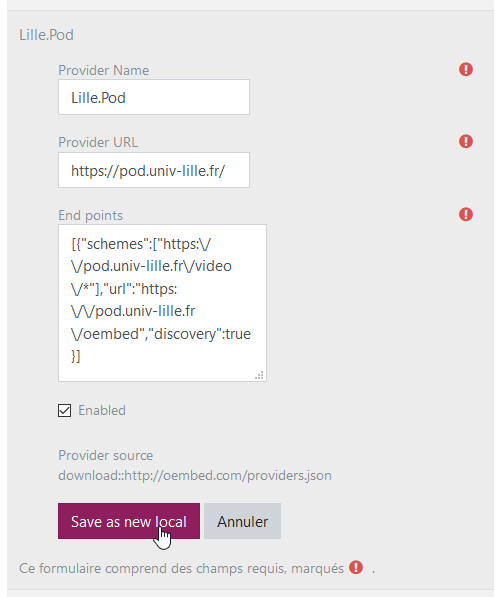 Lille.Pod
Provider Name
Lille.Pod
Provider URL
https://pod.univ-lille.fr/
End points
[{"schemes":["https:\/
\/pod.univ-lille.fr\/video
\/*"],"url":"https:
\/\/pod.univ-lille.fr
\/oembed","discovery":true
}]
Enabled
Provider source
download::http://oembed.com/providers.json
Save as new local
Annuler
Ce formulaire comprend des champs requis, marqués .